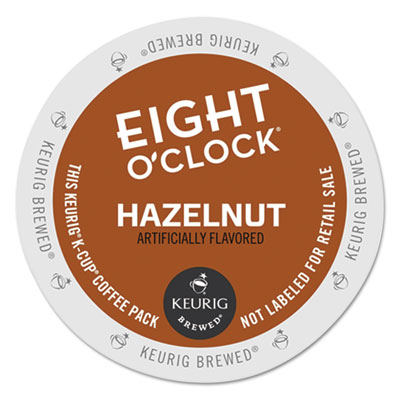 EIGHT
O'CLOCK®
HAZELNUT
ARTIFICIALLY FLAVORED
KEURIG
BREWED®
THIS KEURIG® K-CUP® COFFEE PACK
NOT LABELED FOR RETAIL SALE
KEURIG BREWED®
KEURIG BREWED®
KEURIG BREWED®
KEURIG BREWED®
KEURIG BREWED®